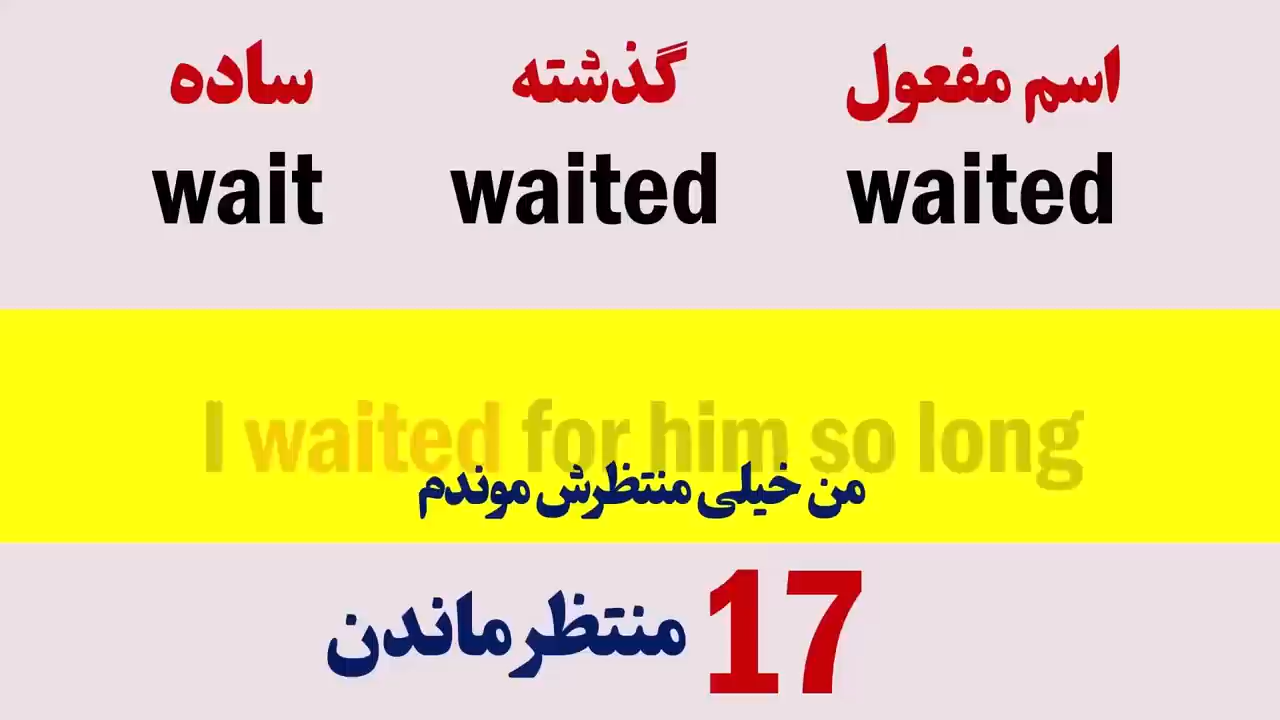 ساده گذشته اسم مفعول
wait waited waited
I waited for him so long
من خیلی منتظرش موندم
17 منتظر ماندن